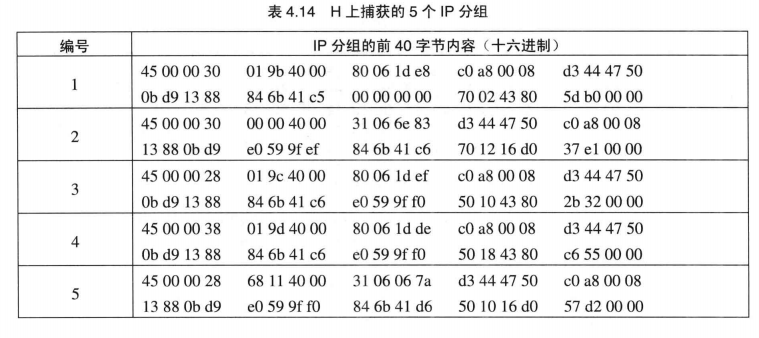 表 4.14 H 上捕获的 5 个 IP 分组
编号 IP 分组的前 40 字节内容（十六进制）
1 45 00 00 30 01 9b 40 00 80 06 1d e8 c0 a8 00 08 d3 44 47 50
0b d9 13 88 84 6b 41 c5 00 00 00 00 70 02 43 80 5d b0 00 00
2 45 00 00 30 00 00 40 00 31 06 6e 83 d3 44 47 50 c0 a8 00 08
13 88 0b d9 e0 59 9f ef 84 6b 41 c6 70 12 16 d0 37 e1 00 00
3 45 00 00 28 01 9c 40 00 80 06 1d ef c0 a8 00 08 d3 44 47 50
0b d9 13 88 84 6b 41 c6 e0 59 9f f0 50 10 43 80 2b 32 00 00
4 45 00 00 38 01 9d 40 00 80 06 1d de c0 a8 00 08 d3 44 47 50
0b d9 13 88 84 6b 41 c6 e0 59 9f f0 50 18 43 80 c6 55 00 00
5 45 00 00 28 68 11 40 00 31 06 06 7a d3 44 47 50 c0 a8 00 08
13 88 0b d9 e0 59 9f f0 84 6b 41 d6 50 10 16 d0 57 d2 00 00